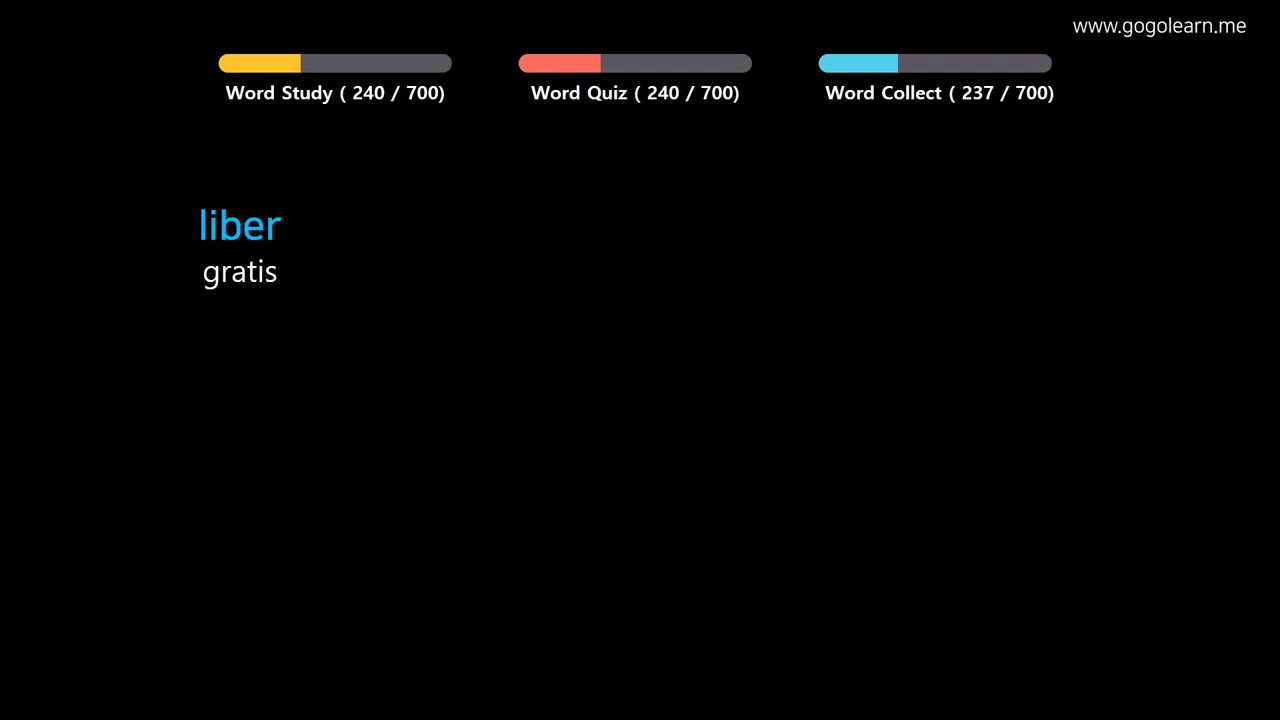 www.gogolearn.me
Word Study ( 240 / 700)
Word Quiz ( 240 / 700)
Word Collect ( 237 / 700)
liber
gratis